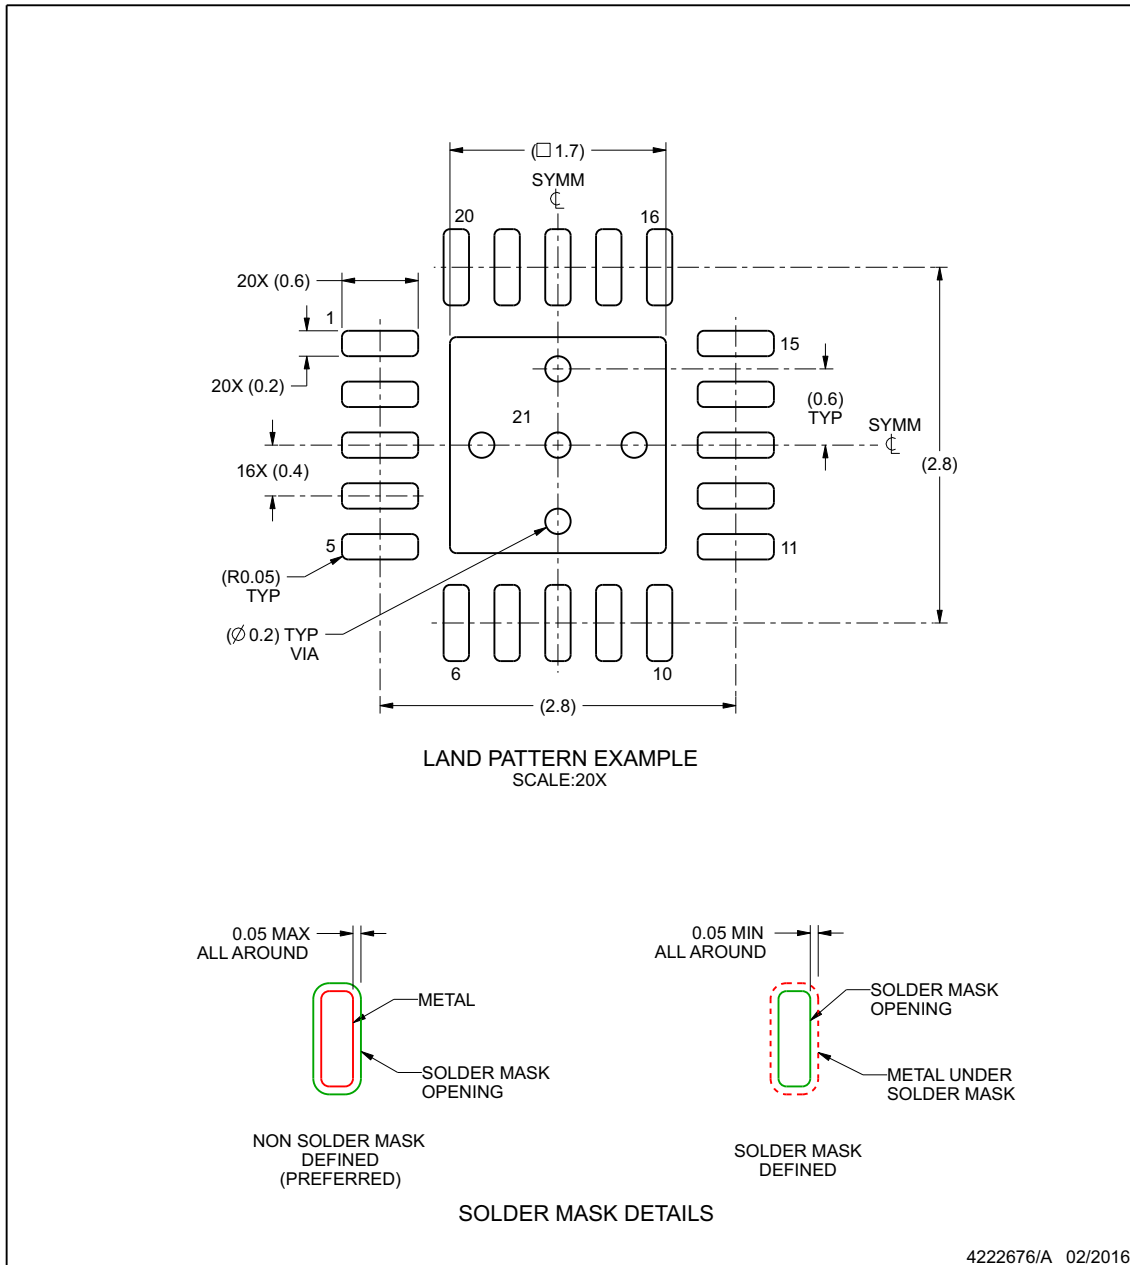 (□ 1.7)
SYMM
℄
20
16
20X (0.6)
1
15
20X (0.2)
(0.6)
TYP
21
SYMM
℄
(2.8)
16X (0.4)
5
11
(R0.05)
TYP
(Ø 0.2) TYP
VIA
6
10
(2.8)
LAND PATTERN EXAMPLE
SCALE:20X
0.05 MAX
ALL AROUND
METAL
SOLDER MASK
OPENING
NON SOLDER MASK
DEFINED
(PREFERRED)
0.05 MIN
ALL AROUND
SOLDER MASK
OPENING
METAL UNDER
SOLDER MASK
SOLDER MASK
DEFINED
SOLDER MASK DETAILS
4222676/A 02/2016